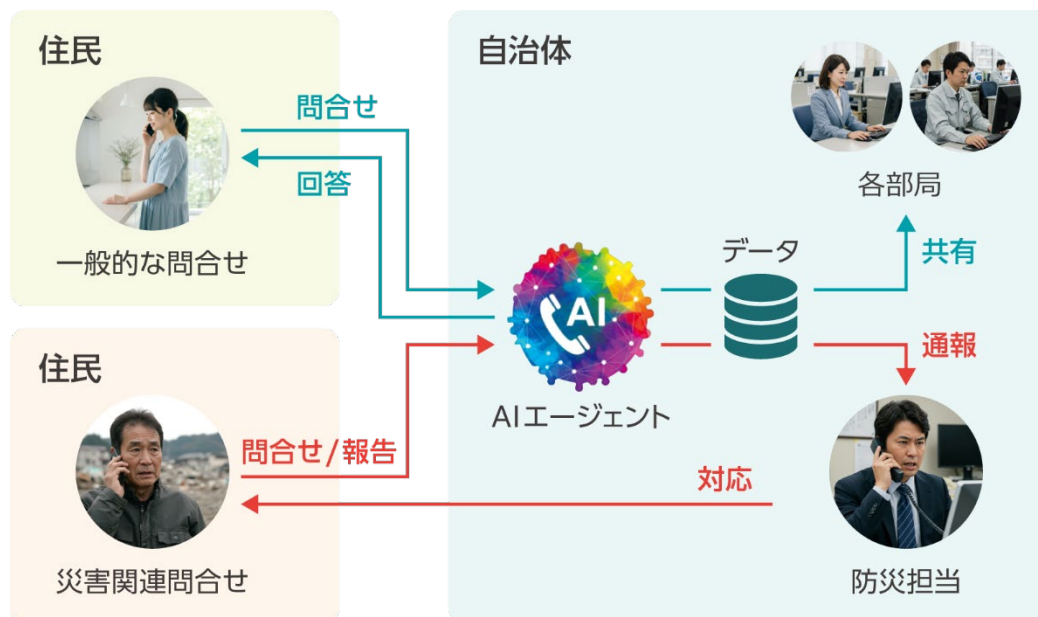 住民
問合せ
回答
一般的な問合せ
住民
問合せ/報告
災害関連問合せ
自治体
各部局
データ
共有
AI
AIエージェント
通報
対応
防災担当